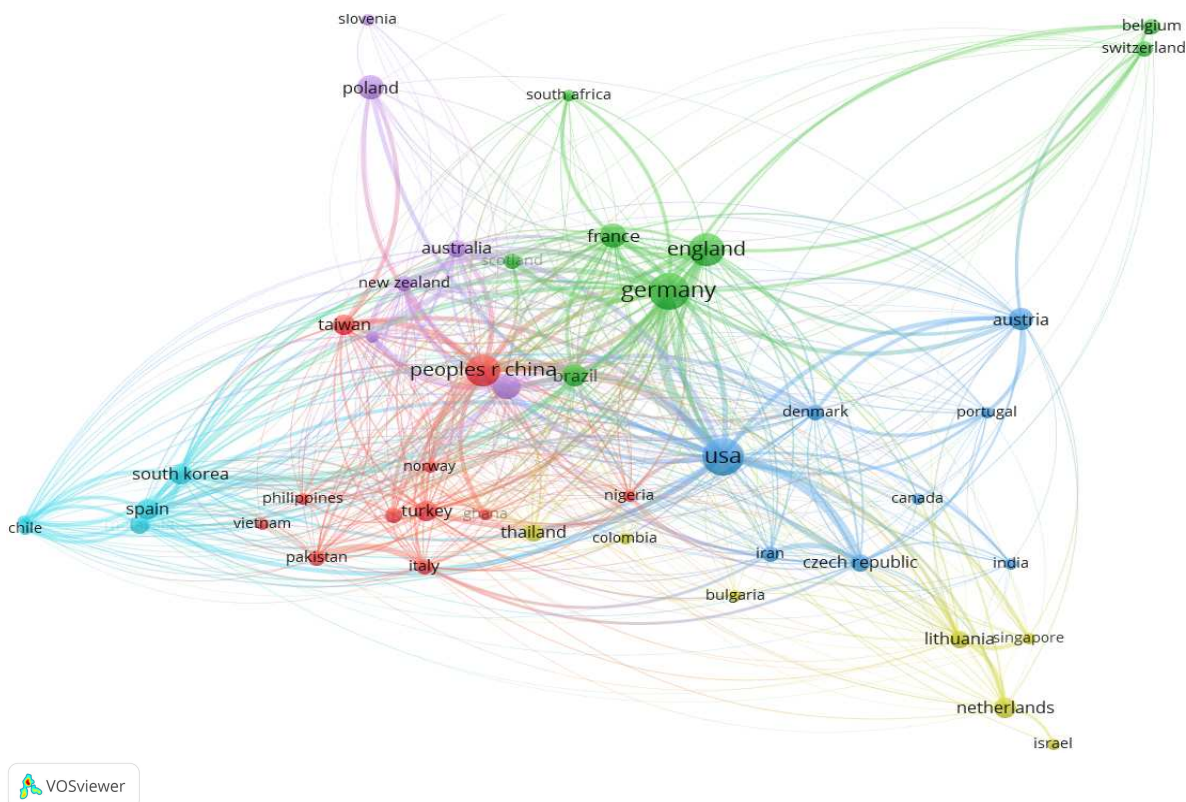 slovenia
belgium
switzerland
poland
south africa
france
england
australia
scotland
new zealand
germany
taiwan
austria
peoples r china
brazil
denmark
portugal
usa
norway
south korea
philippines
nigeria
canada
spain
turkey
ghana
vietnam
chile
thailand
colombia
pakistan
italy
iran
czech republic
india
bulgaria
lithuania
singapore
netherlands
israel
VOSviewer